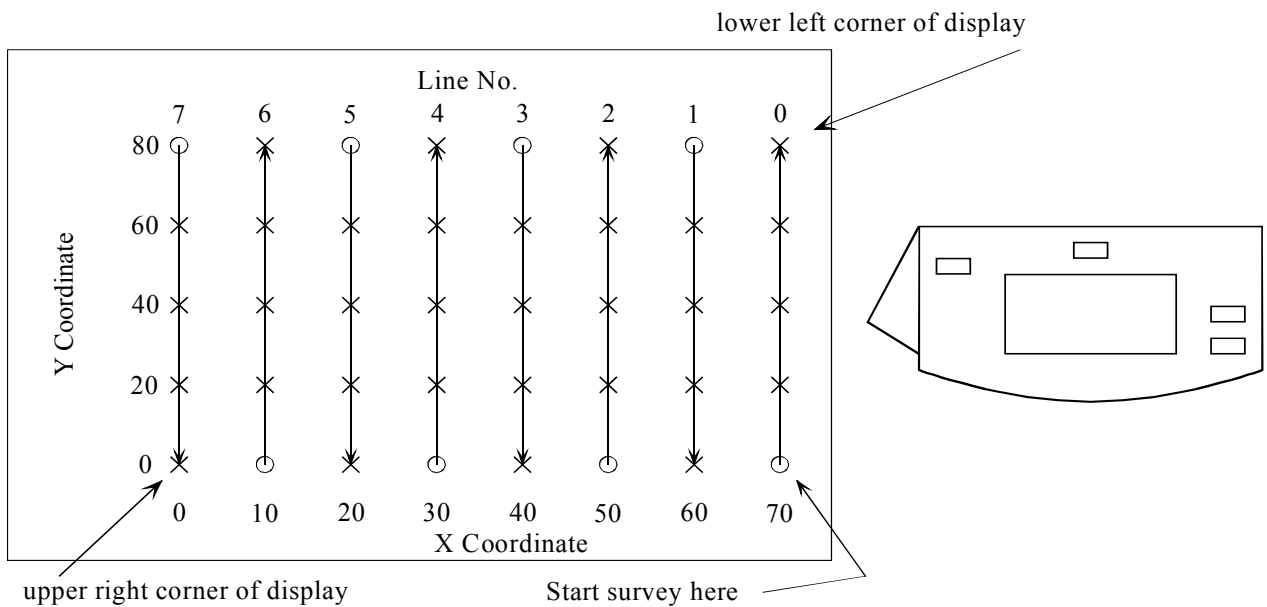 lower left corner of display
Line No.
7 6 5 4 3 2 1 0
80
60
40
20
0
Y Coordinate
0 10 20 30 40 50 60 70
X Coordinate
upper right corner of display
Start survey here